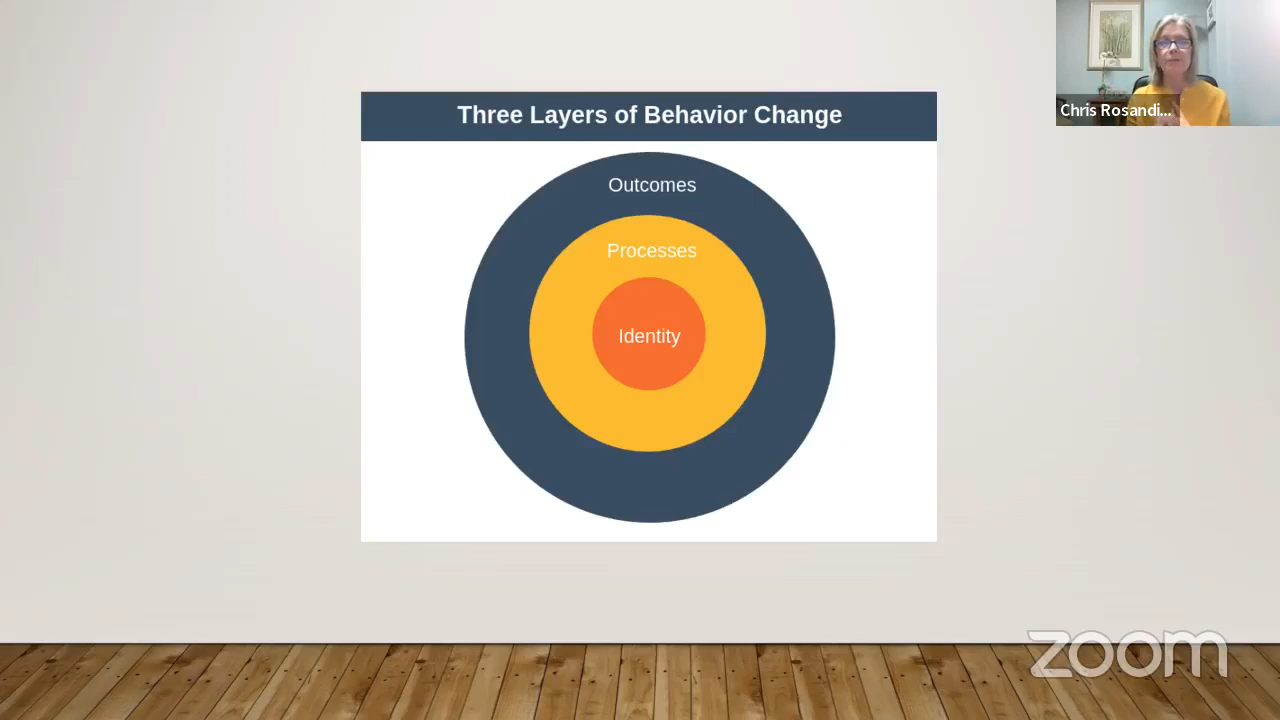 Three Layers of Behavior Change
Outcomes
Processes
Identity
Chris Rosandi...
zoom